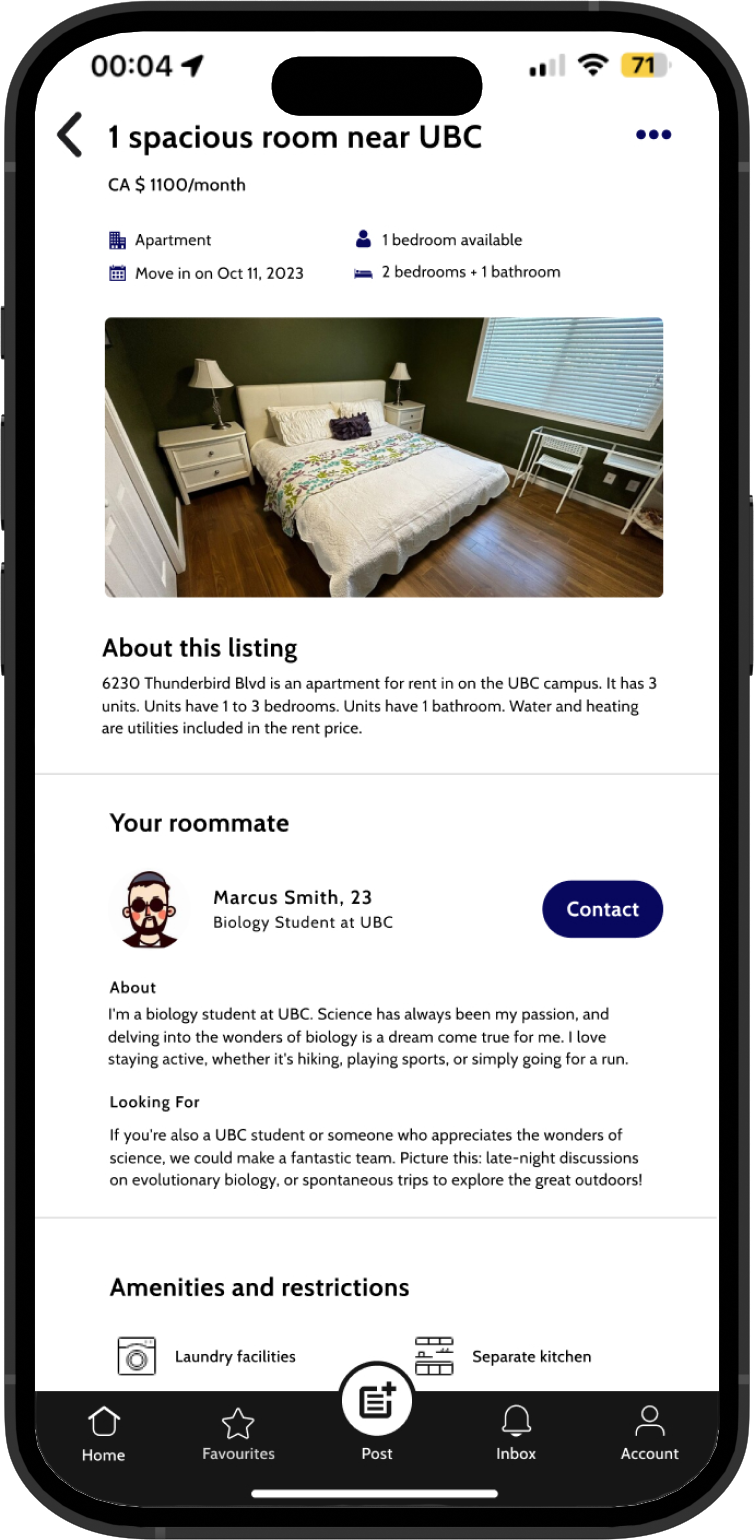 00:04
71
1 spacious room near UBC
CA $ 1100/month
Apartment
1 bedroom available
Move in on Oct 11, 2023
2 bedrooms + 1 bathroom
About this listing
6230 Thunderbird Blvd is an apartment for rent in on the UBC campus. It has 3
units. Units have 1 to 3 bedrooms. Units have 1 bathroom. Water and heating
are utilities included in the rent price.
Your roommate
Marcus Smith, 23
Biology Student at UBC
Contact
About
I'm a biology student at UBC. Science has always been my passion, and
delving into the wonders of biology is a dream come true for me. I love
staying active, whether it's hiking, playing sports, or simply going for a run.
Looking For
If you're also a UBC student or someone who appreciates the wonders of
science, we could make a fantastic team. Picture this: late-night discussions
on evolutionary biology, or spontaneous trips to explore the great outdoors!
Amenities and restrictions
Laundry facilities
Separate kitchen
Home
Favourites
Post
Inbox
Account